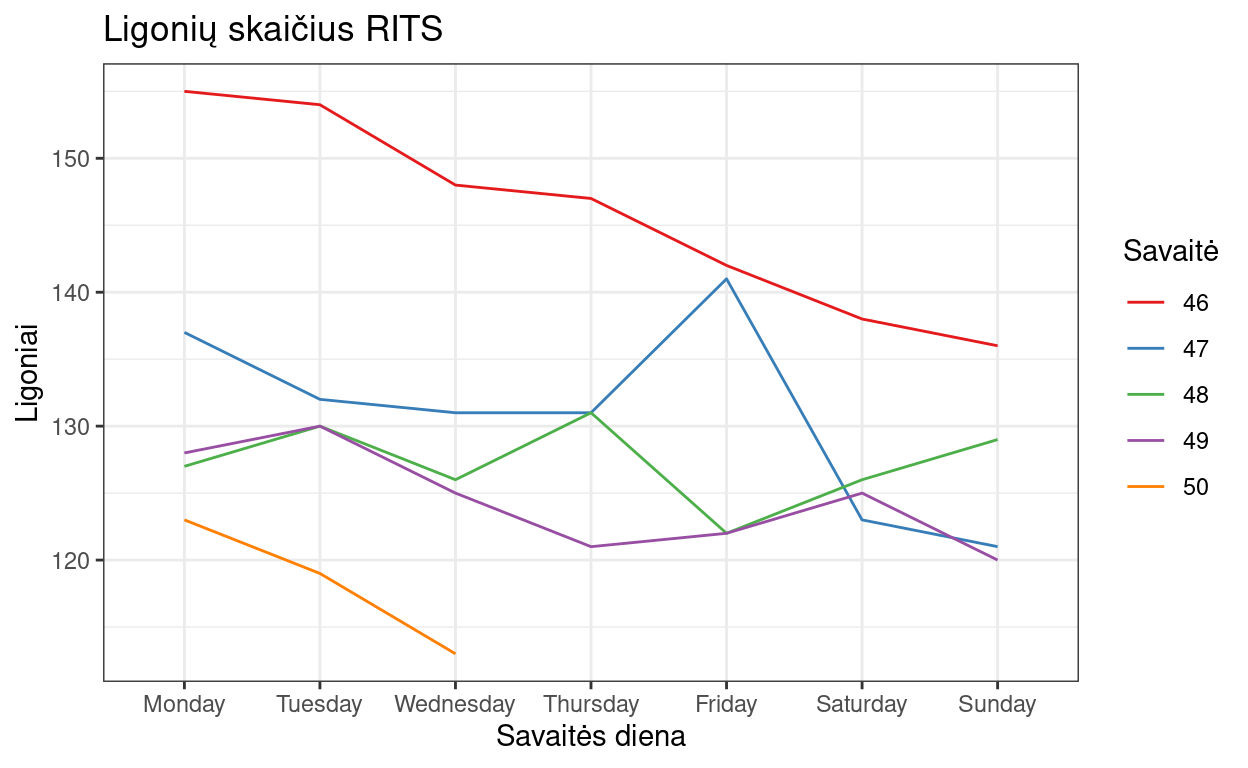 Ligonių skaičius RITS
Ligoniai
150
140
130
120
Monday
Tuesday
Wednesday
Thursday
Friday
Saturday
Sunday
Savaitės diena
Savaitė
46
47
48
49
50